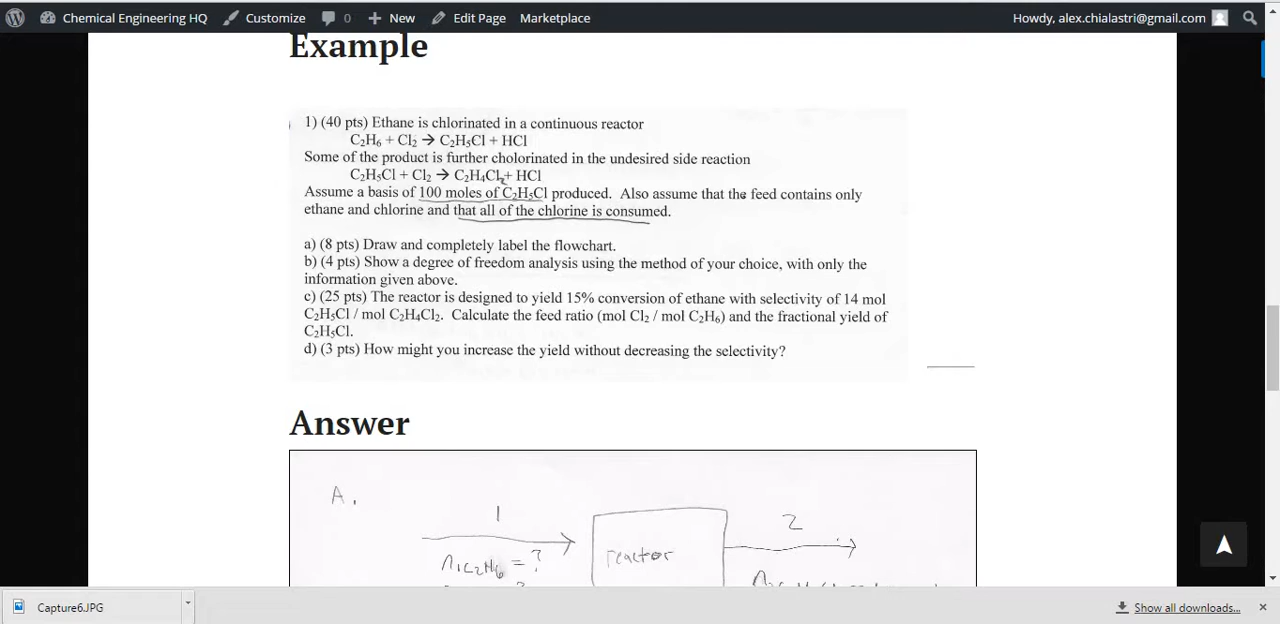 Chemical Engineering HQ Customize 0 New Edit Page Marketplace Howdy, alex.chialastri@gmail.com
Example
1) (40 pts) Ethane is chlorinated in a continuous reactor
C₂H₆ + Cl₂ → C₂H₅Cl + HCl
Some of the product is further cholorinated in the undesired side reaction
C₂H₅Cl + Cl₂ → C₂H₄Cl₂+ HCl
Assume a basis of 100 moles of C₂H₅Cl produced. Also assume that the feed contains only
ethane and chlorine and that all of the chlorine is consumed.
a) (8 pts) Draw and completely label the flowchart.
b) (4 pts) Show a degree of freedom analysis using the method of your choice, with only the
information given above.
c) (25 pts) The reactor is designed to yield 15% conversion of ethane with selectivity of 14 mol
C₂H₅Cl / mol C₂H₄Cl₂. Calculate the feed ratio (mol Cl₂ / mol C₂H₆) and the fractional yield of
C₂H₅Cl.
d) (3 pts) How might you increase the yield without decreasing the selectivity?
Answer
A.
1
2
n₁C₂H₆ = ?
reactor
Capture6.JPG
Show all downloads...